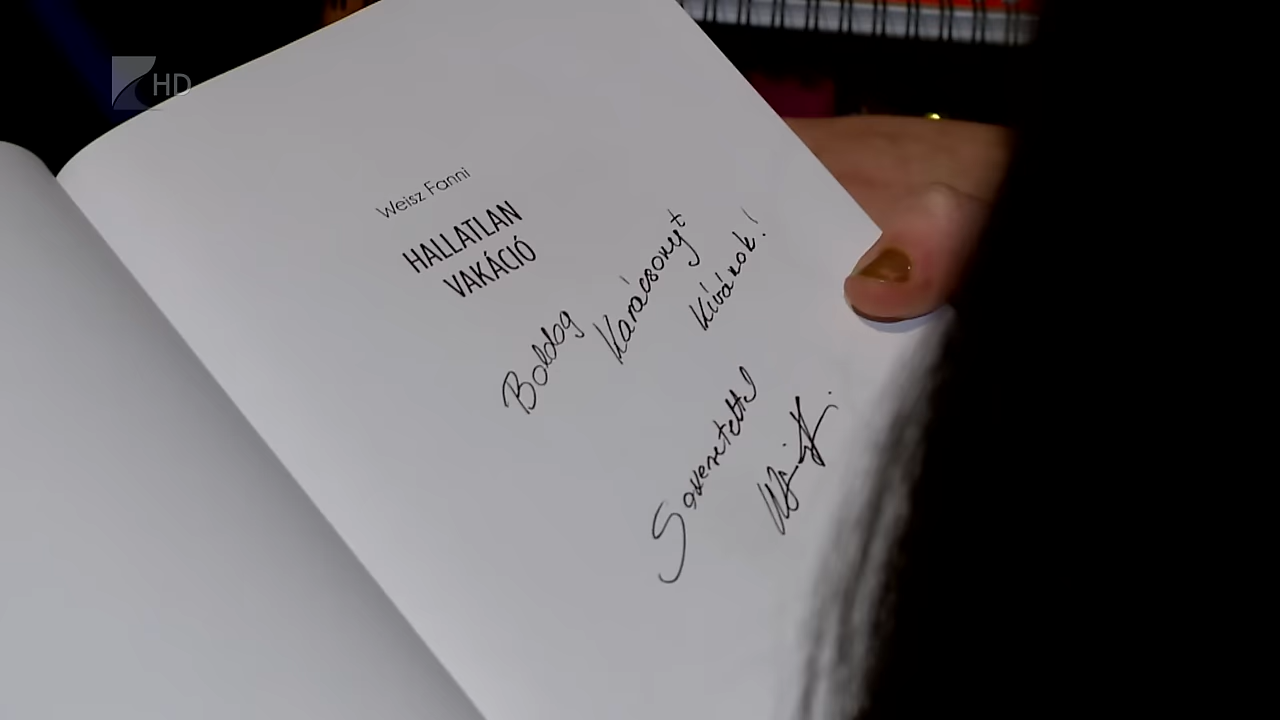 HD
Weisz Fanni
HALLATLAN
VAKÁCIÓ
Boldog Karácsonyt
Kívánok!
Szeretettel